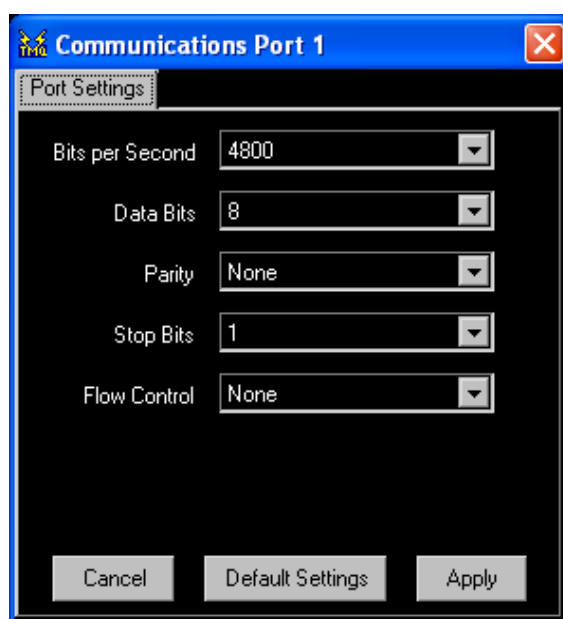 TMQ Communications Port 1
Port Settings
Bits per Second 4800
Data Bits 8
Parity None
Stop Bits 1
Flow Control None
Cancel Default Settings Apply